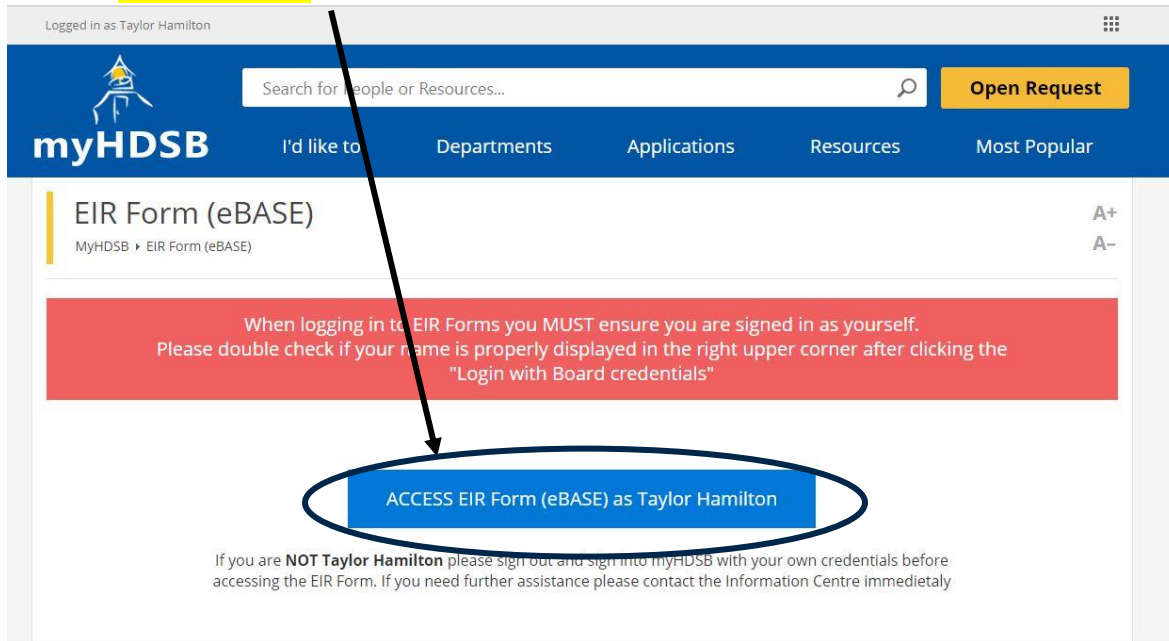 Logged in as Taylor Hamilton
Search for People or Resources...
Open Request
myHDSB
I'd like to
Departments
Applications
Resources
Most Popular
EIR Form (eBASE)
A+
MyHDSB ▸ EIR Form (eBASE)
A-
When logging in to EIR Forms you MUST ensure you are signed in as yourself.
Please double check if your name is properly displayed in the right upper corner after clicking the
"Login with Board credentials"
ACCESS EIR Form (eBASE) as Taylor Hamilton
If you are NOT Taylor Hamilton please sign out and sign into myHDSB with your own credentials before
accessing the EIR Form. If you need further assistance please contact the Information Centre immedietaly